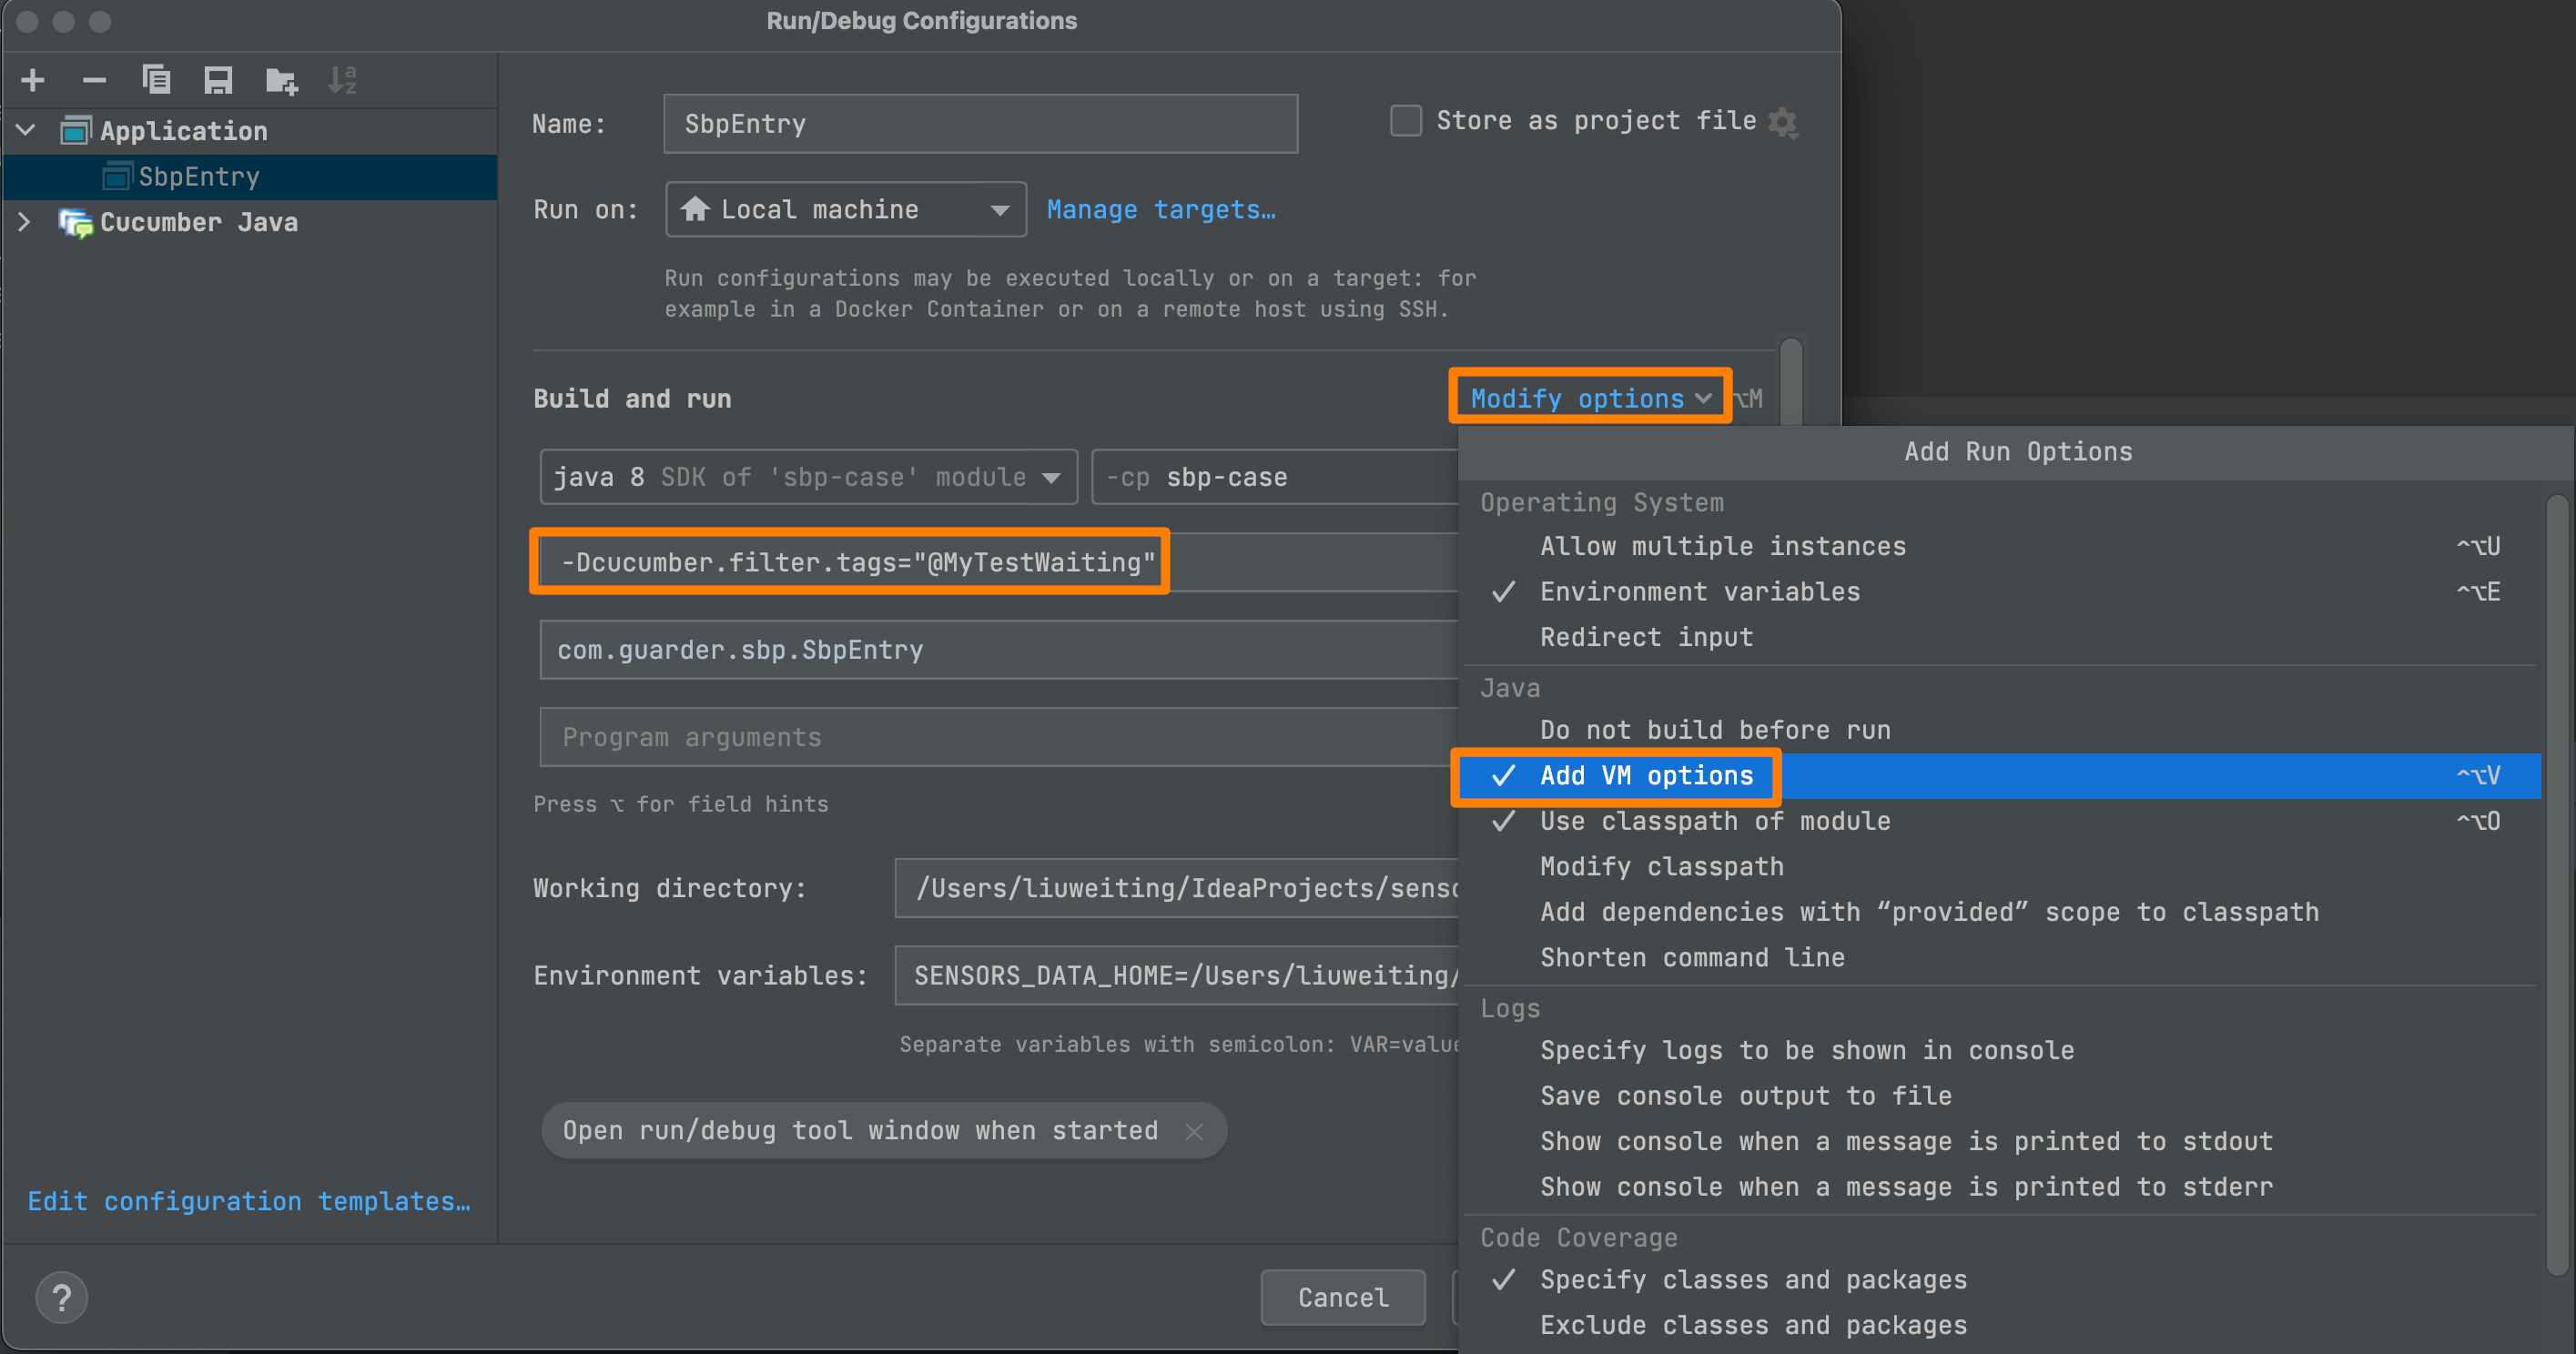 Run/Debug Configurations
Application
SbpEntry
Cucumber Java
Edit configuration templates…
?
Name:
SbpEntry
Store as project file
Run on:
Local machine
Manage targets…
Run configurations may be executed locally or on a target: for
example in a Docker Container or on a remote host using SSH.
Build and run
Modify options
⌥M
java 8 SDK of 'sbp-case' module
-cp sbp-case
-Dcucumber.filter.tags="@MyTestWaiting"
com.guarder.sbp.SbpEntry
Program arguments
Press ⌥ for field hints
Working directory:
/Users/liuweiting/IdeaProjects/senso
Environment variables:
SENSORS_DATA_HOME=/Users/liuweiting/
Separate variables with semicolon: VAR=value
Open run/debug tool window when started
Cancel
Add Run Options
Operating System
Allow multiple instances ^⌥U
Environment variables ^⌥E
Redirect input
Java
Do not build before run
Add VM options ^⌥V
Use classpath of module ^⌥O
Modify classpath
Add dependencies with “provided” scope to classpath
Shorten command line
Logs
Specify logs to be shown in console
Save console output to file
Show console when a message is printed to stdout
Show console when a message is printed to stderr
Code Coverage
Specify classes and packages
Exclude classes and packages